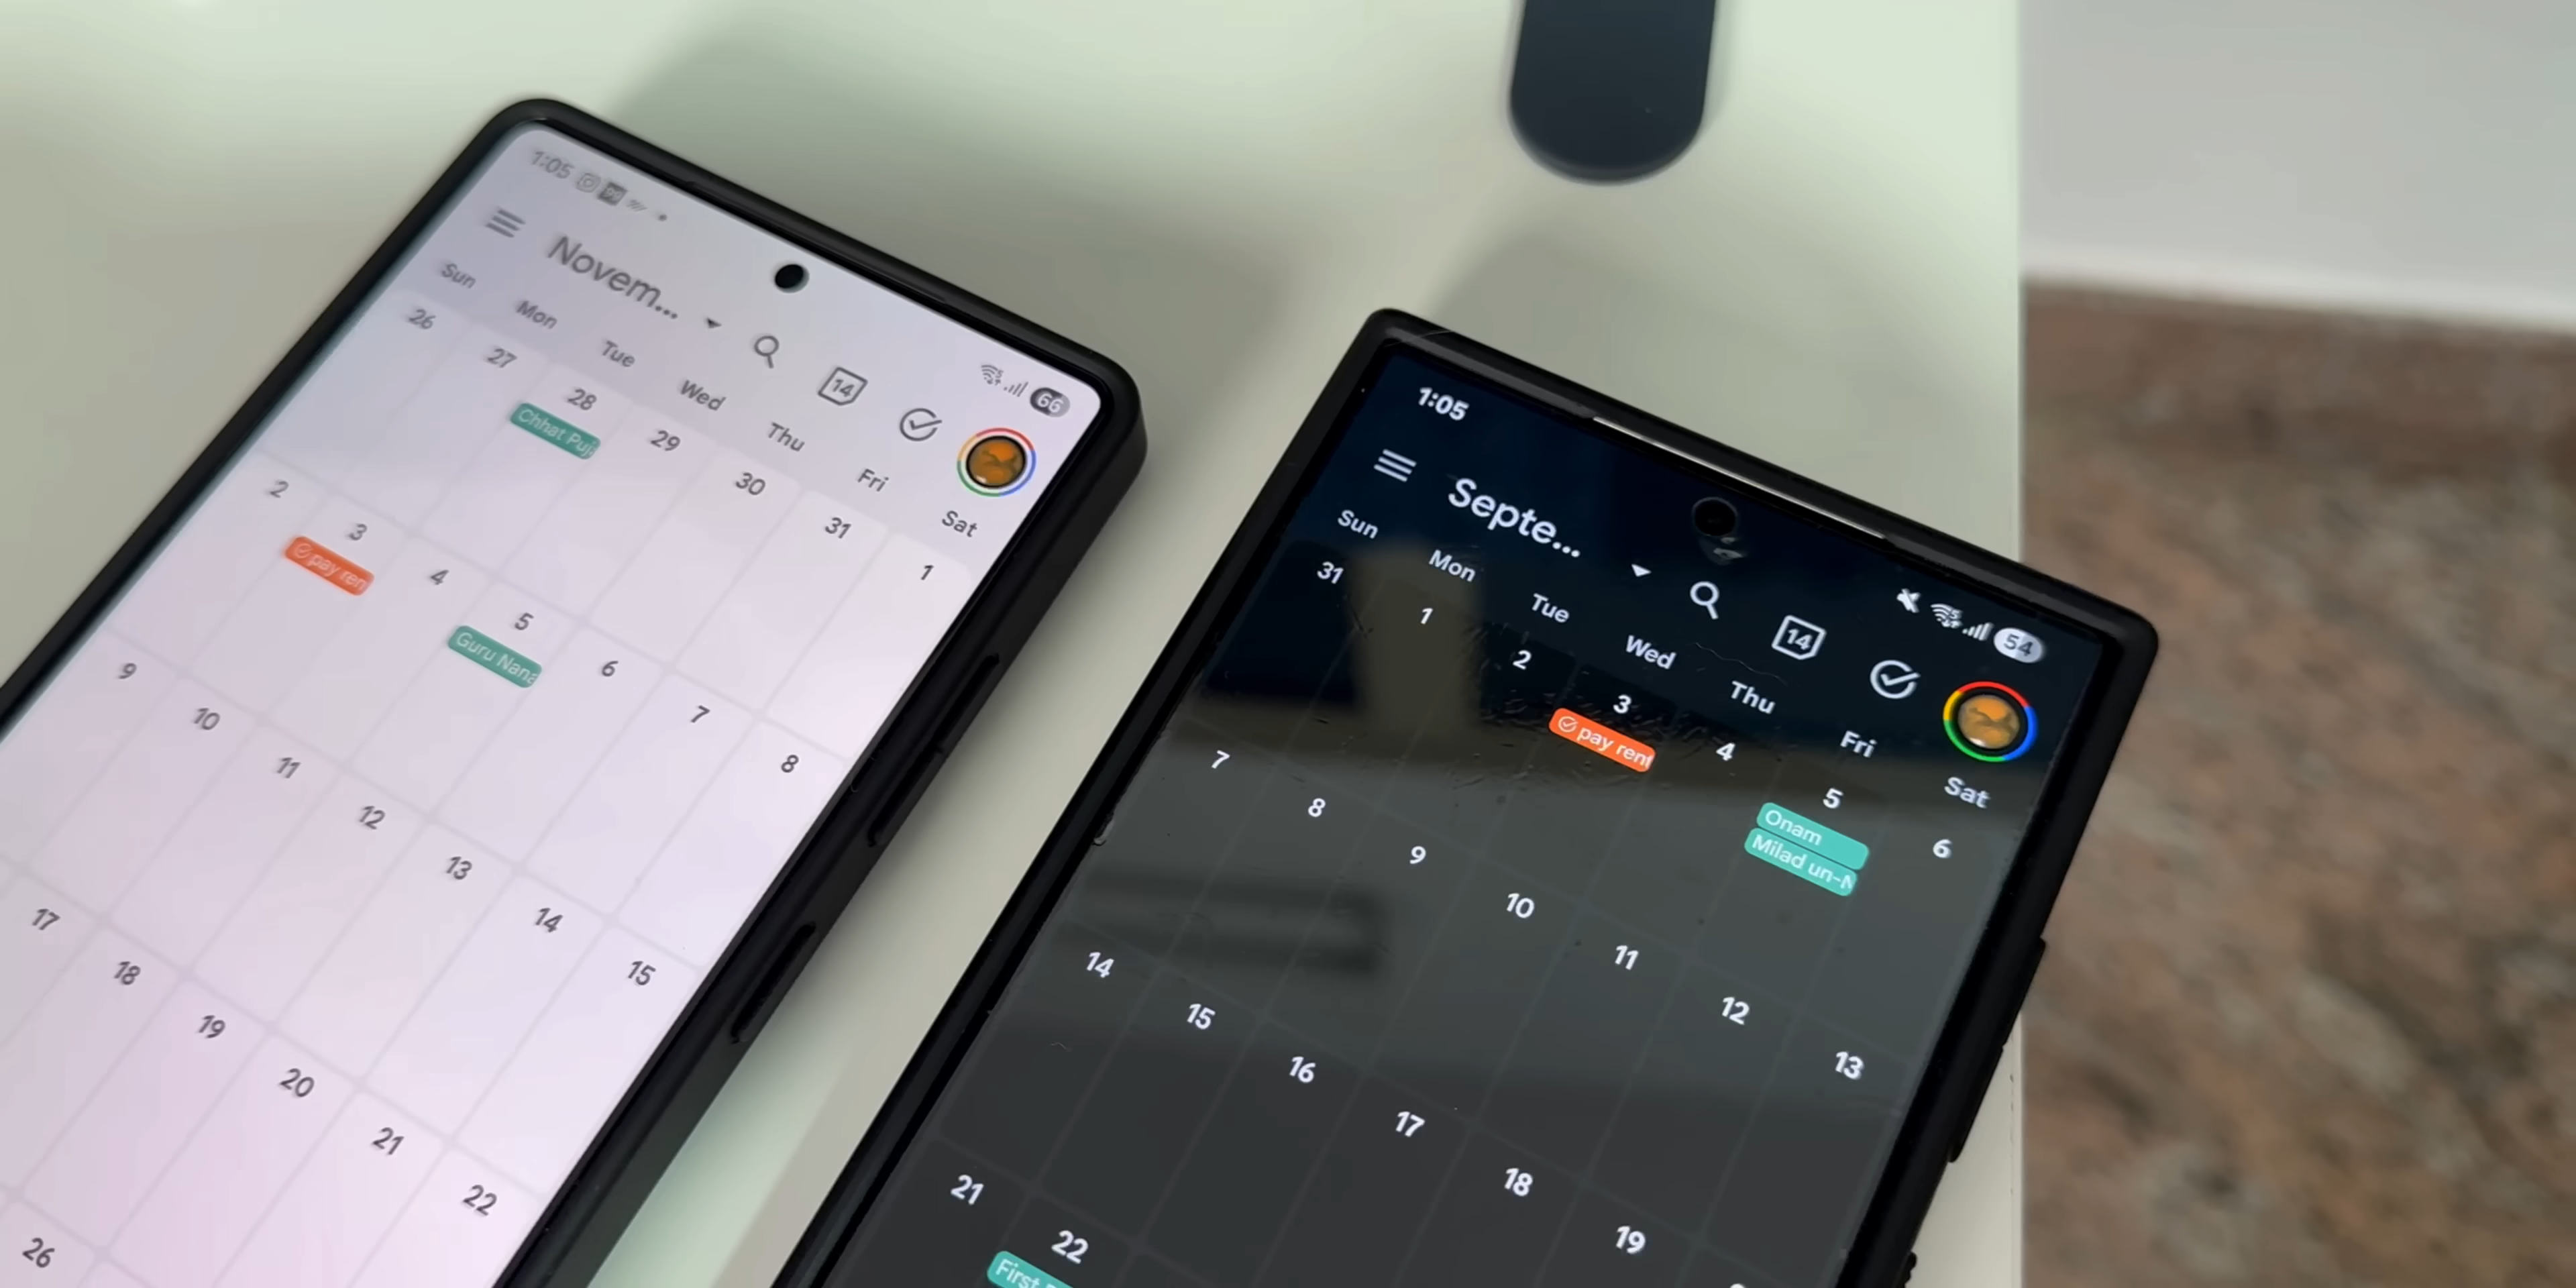 1:05
66
Novem...
14
Sun Mon Tue Wed Thu Fri Sat
26 27 28 29 30 31 1
Chhat Puj
2 3 4 5 6 7 8
pay ren
Guru Nana
9 10 11 12 13 14 15
17 18 19 20 21 22
26
1:05
54
Septe...
14
Sun Mon Tue Wed Thu Fri Sat
31 1 2 3 4 5 6
pay rent
Onam
Milad un-N
7 8 9 10 11 12 13
14 15 16 17 18 19
21 22
First